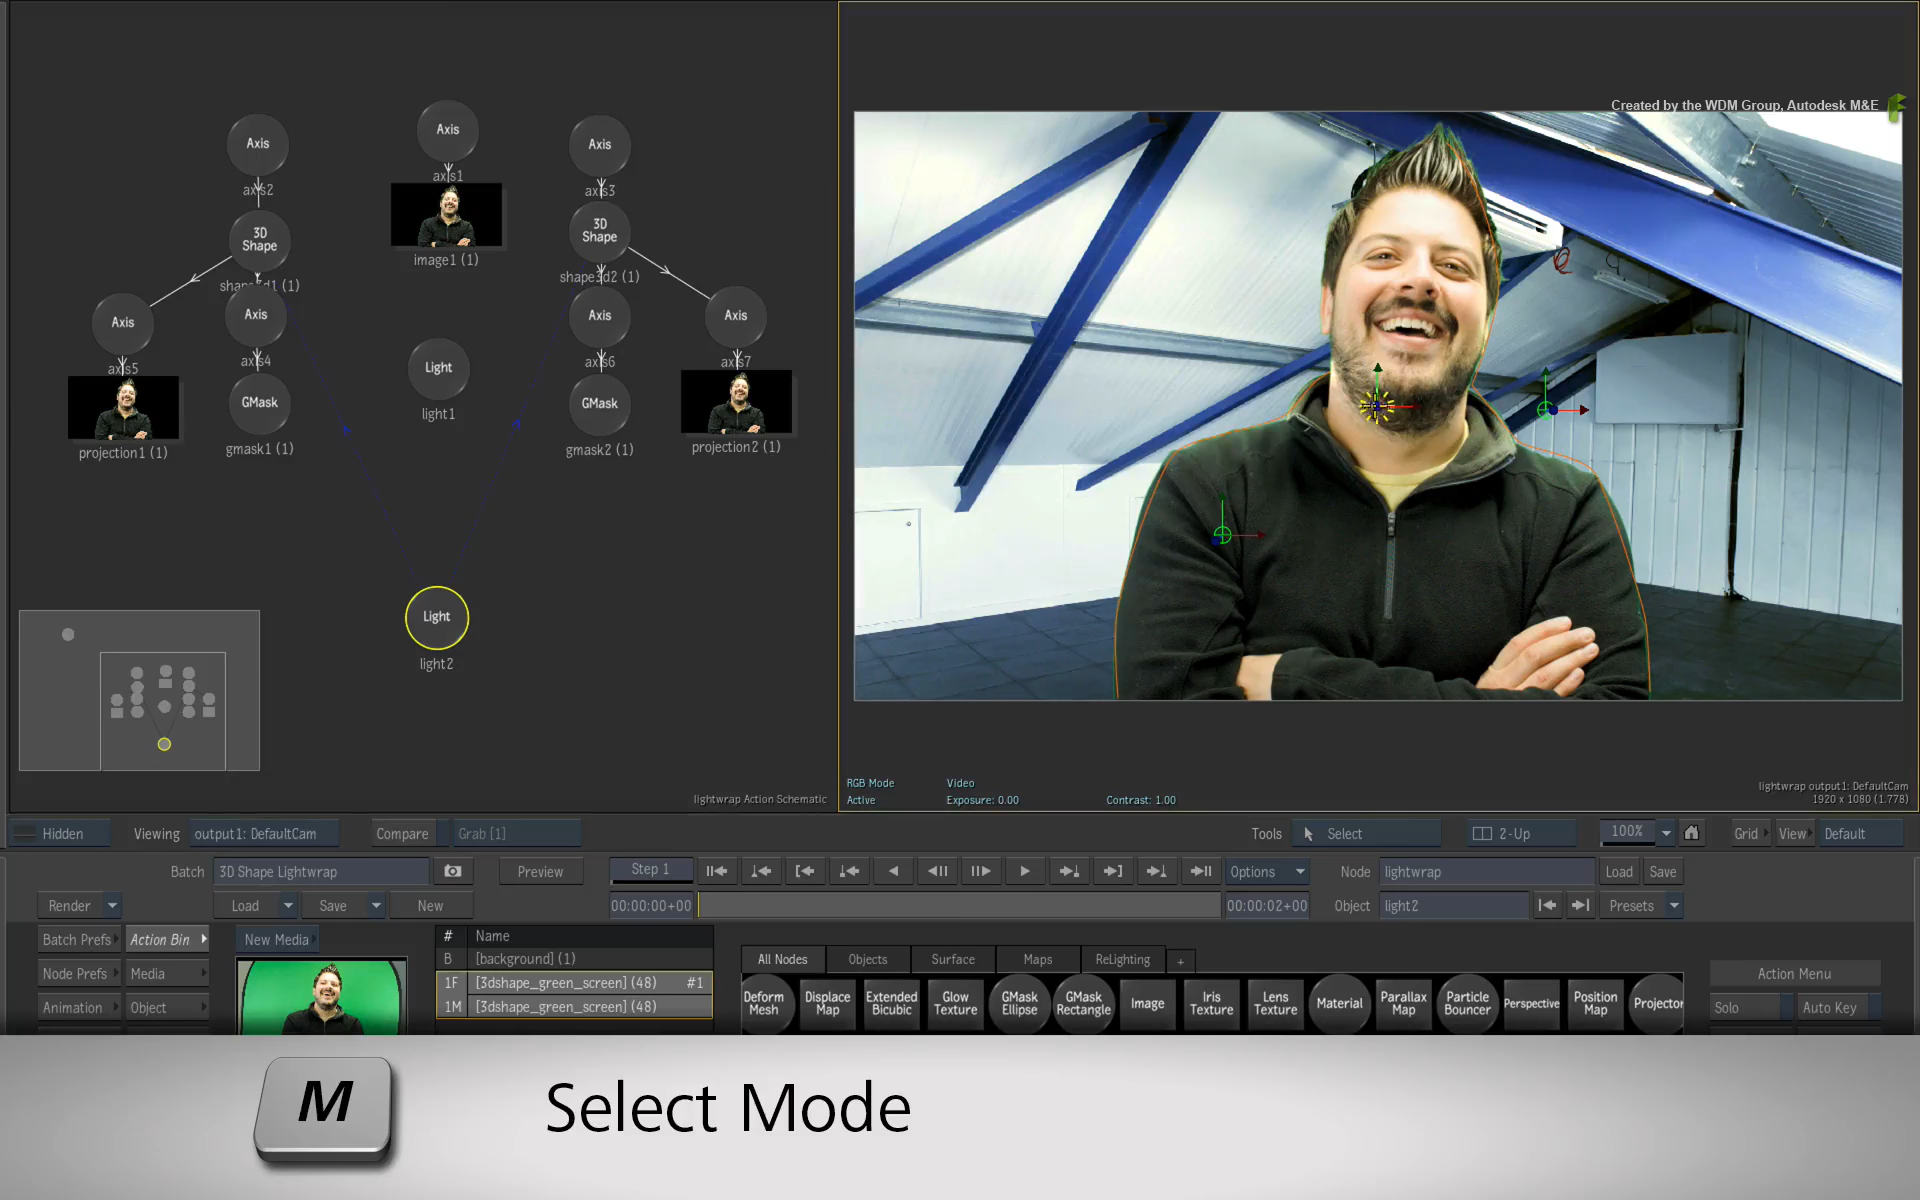 Created by the WDM Group, Autodesk M&E
Axis
axis2
3D
Shape
shape3d1 (1)
Axis
axis5
projection1 (1)
Axis
axis4
GMask
gmask1 (1)
Axis
axis1
image1 (1)
Light
light1
Axis
axis3
3D
Shape
shape3d2 (1)
Axis
axis6
GMask
gmask2 (1)
Axis
axis7
projection2 (1)
Light
light2
lightwrap Action Schematic
RGB Mode
Active
Video
Exposure: 0.00
Contrast: 1.00
lightwrap output1: DefaultCam
1920 x 1080 (1.778)
Hidden
Viewing
output1: DefaultCam
Compare
Grab [1]
Tools
Select
2-Up
100%
Grid
View
Default
Batch
3D Shape Lightwrap
Preview
Step 1
Options
Node
lightwrap
Load
Save
Render
Load
Save
New
00:00:00+00
00:00:02+00
Object
light2
Presets
Batch Prefs
Action Bin
New Media
# Name
B [background] (1)
1F [3dshape_green_screen] (48) #1
1M [3dshape_green_screen] (48)
Node Prefs
Media
Animation
Object
All Nodes
Objects
Surface
Maps
ReLighting
+
Deform
Mesh
Displace
Map
Extended
Bicubic
Glow
Texture
GMask
Ellipse
GMask
Rectangle
Image
Iris
Texture
Lens
Texture
Material
Parallax
Map
Particle
Bouncer
Perspective
Position
Map
Projector
Action Menu
Solo
Auto Key
M
Select Mode